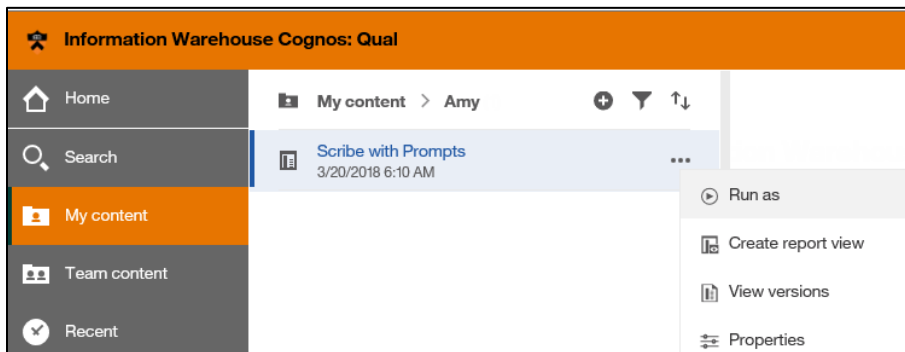 Information Warehouse Cognos: Qual
Home
Search
My content
Team content
Recent
My content > Amy
Scribe with Prompts
3/20/2018 6:10 AM
Run as
Create report view
View versions
Properties